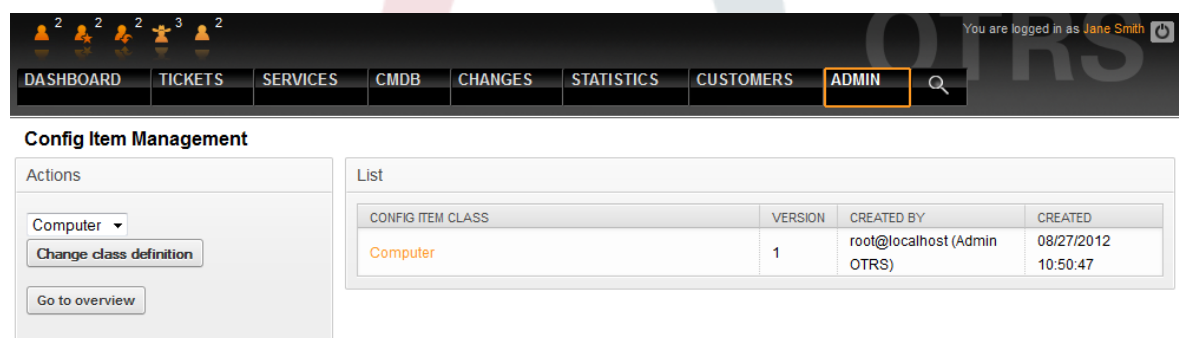 2 2 2 3 2
OTRS
You are logged in as Jane Smith
DASHBOARD TICKETS SERVICES CMDB CHANGES STATISTICS CUSTOMERS ADMIN
Config Item Management
Actions
List
Computer
Change class definition
Go to overview
CONFIG ITEM CLASS VERSION CREATED BY CREATED
Computer 1 root@localhost (Admin 08/27/2012
OTRS) 10:50:47